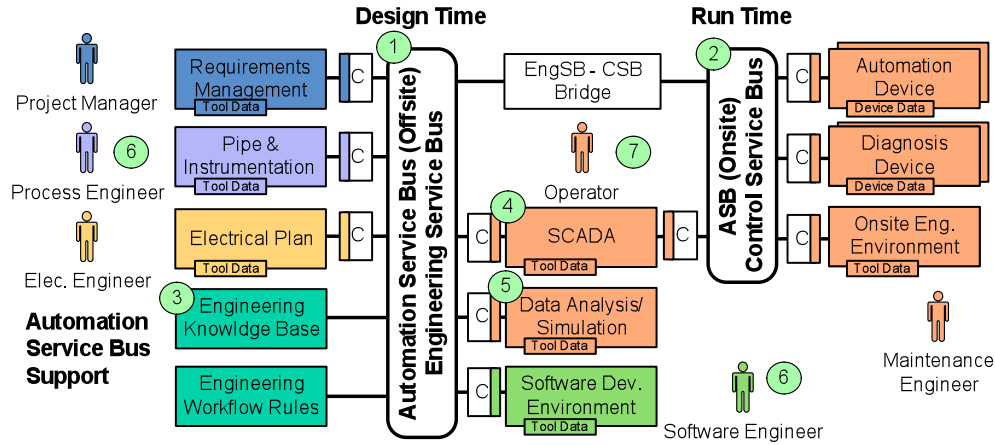 Design Time
Run Time
1
2
Project Manager
Requirements
Management
Tool Data
C
EngSB - CSB
Bridge
C
Automation
Device
Device Data
6
Process Engineer
Pipe &
Instrumentation
Tool Data
C
7
Operator
C
Diagnosis
Device
Device Data
Elec. Engineer
Electrical Plan
Tool Data
C
Automation Service Bus (Offsite)
Engineering Service Bus
4
C
SCADA
Tool Data
C
ASB (Onsite)
Control Service Bus
C
Onsite Eng.
Environment
Tool Data
Automation
Service Bus
Support
3
Engineering
Knowldge Base
5
C
Data Analysis/
Simulation
Tool Data
Maintenance
Engineer
Engineering
Workflow Rules
C
Software Dev.
Environment
Tool Data
6
Software Engineer